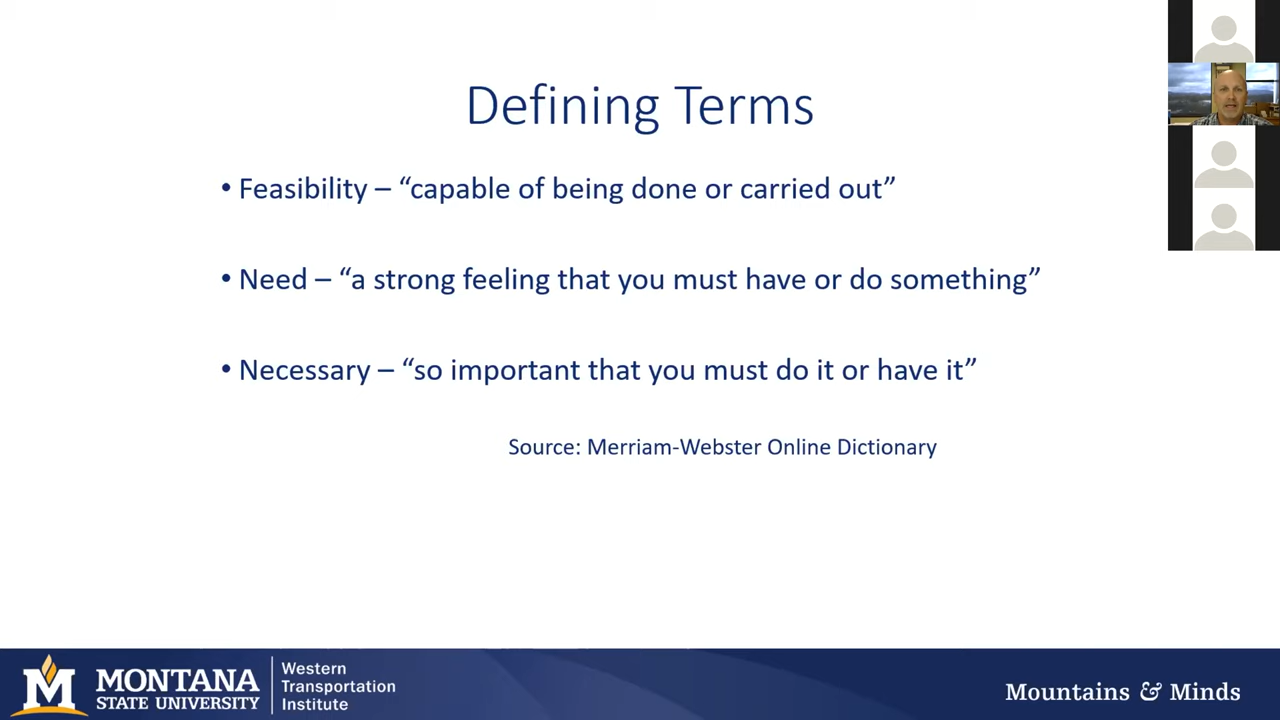 Defining Terms
• Feasibility – “capable of being done or carried out”
• Need – “a strong feeling that you must have or do something”
• Necessary – “so important that you must do it or have it”
Source: Merriam-Webster Online Dictionary
M
MONTANA
STATE UNIVERSITY
Western
Transportation
Institute
Mountains & Minds